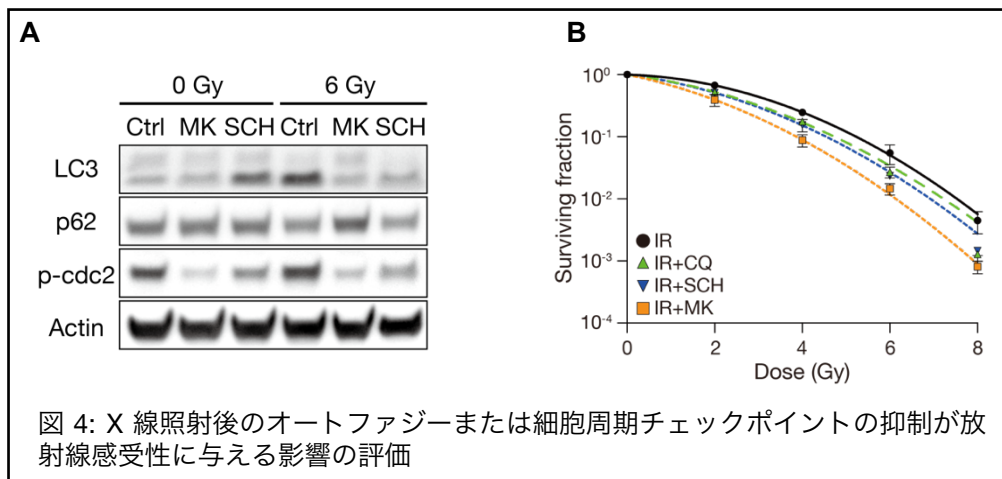 A
0 Gy 6 Gy
Ctrl MK SCH Ctrl MK SCH
LC3
p62
p-cdc2
Actin
B
Surviving fraction
10⁰
10⁻¹
10⁻²
10⁻³
10⁻⁴
IR
IR+CQ
IR+SCH
IR+MK
0 2 4 6 8
Dose (Gy)
図 4: X 線照射後のオートファジーまたは細胞周期チェックポイントの抑制が放
射線感受性に与える影響の評価